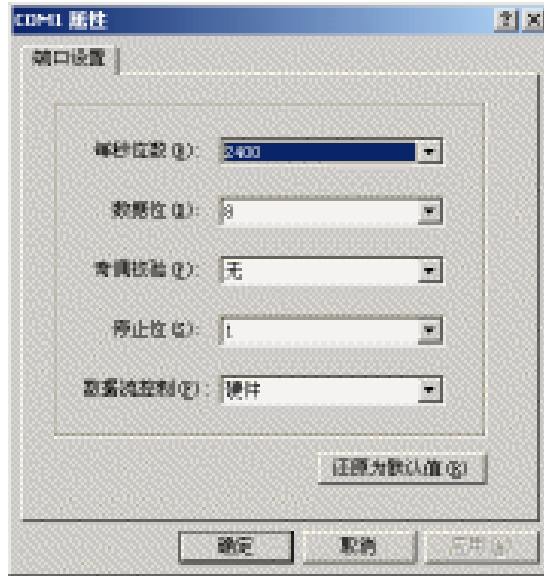 COM1 属性
端口设置
每秒位数(B): 2400
数据位(D): 8
奇偶校验(P): 无
停止位(S): 1
数据流控制(F): 硬件
还原为默认值(R)
确定 取消 应用(A)